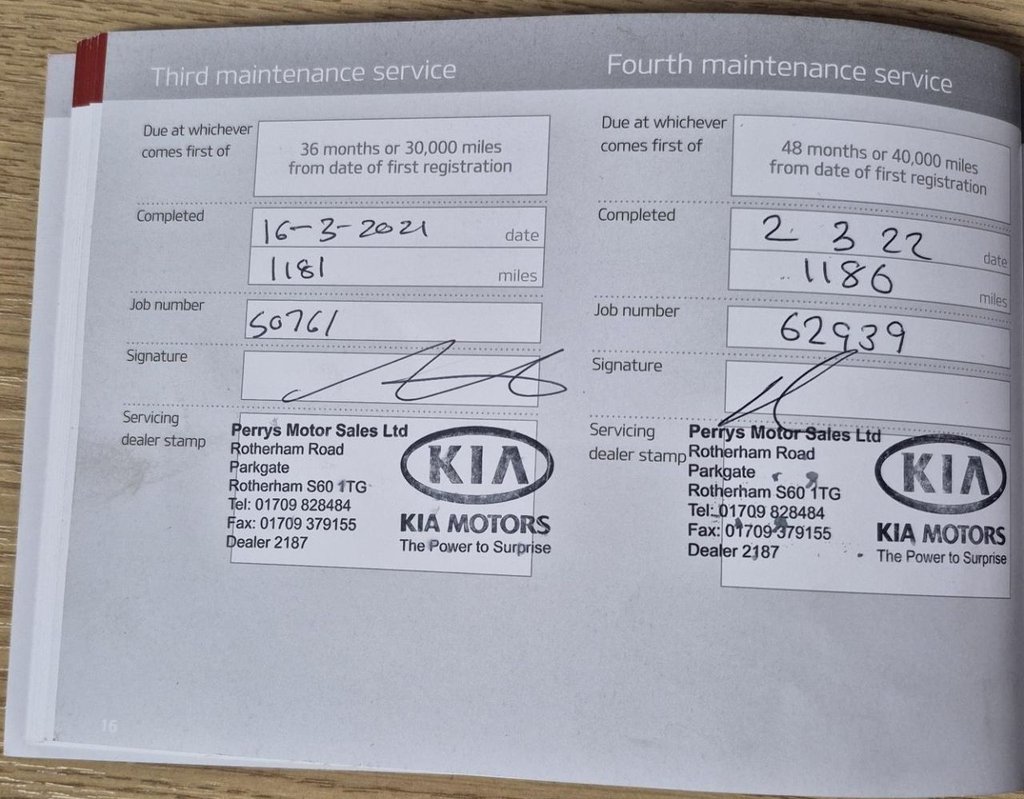 Third maintenance service
Due at whichever
comes first of
36 months or 30,000 miles
from date of first registration
Completed
16-3-2021 date
1181 miles
Job number
50761
Signature
Servicing
dealer stamp
Perrys Motor Sales Ltd
Rotherham Road
Parkgate
Rotherham S60 1TG
Tel: 01709 828484
Fax: 01709 379155
Dealer 2187
KIA
KIA MOTORS
The Power to Surprise
Fourth maintenance service
Due at whichever
comes first of
48 months or 40,000 miles
from date of first registration
Completed
2 3 22 date
1186 miles
Job number
62939
Signature
Servicing
dealer stamp
Perrys Motor Sales Ltd
Rotherham Road
Parkgate
Rotherham S60 1TG
Tel: 01709 828484
Fax: 01709 379155
Dealer 2187
KIA
KIA MOTORS
The Power to Surprise
16